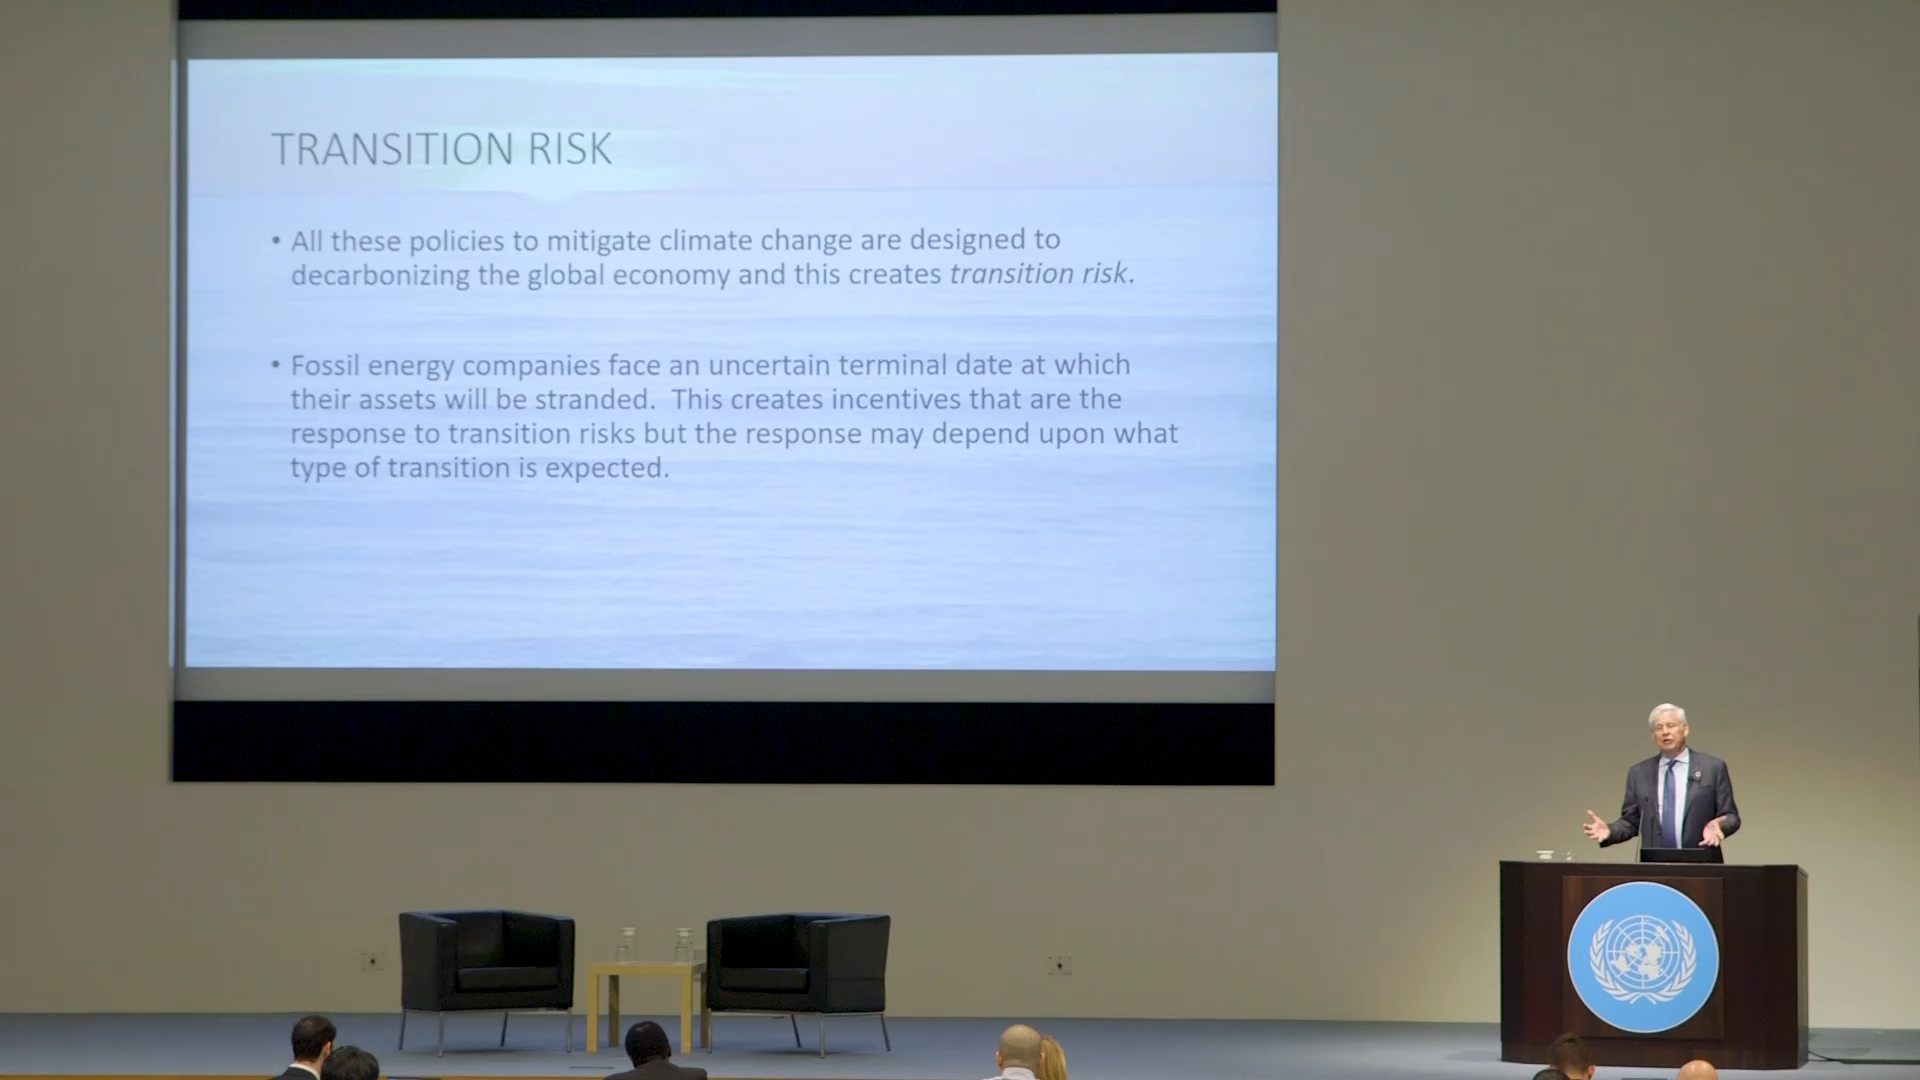 TRANSITION RISK
• All these policies to mitigate climate change are designed to
decarbonizing the global economy and this creates transition risk.
• Fossil energy companies face an uncertain terminal date at which
their assets will be stranded.  This creates incentives that are the
response to transition risks but the response may depend upon what
type of transition is expected.